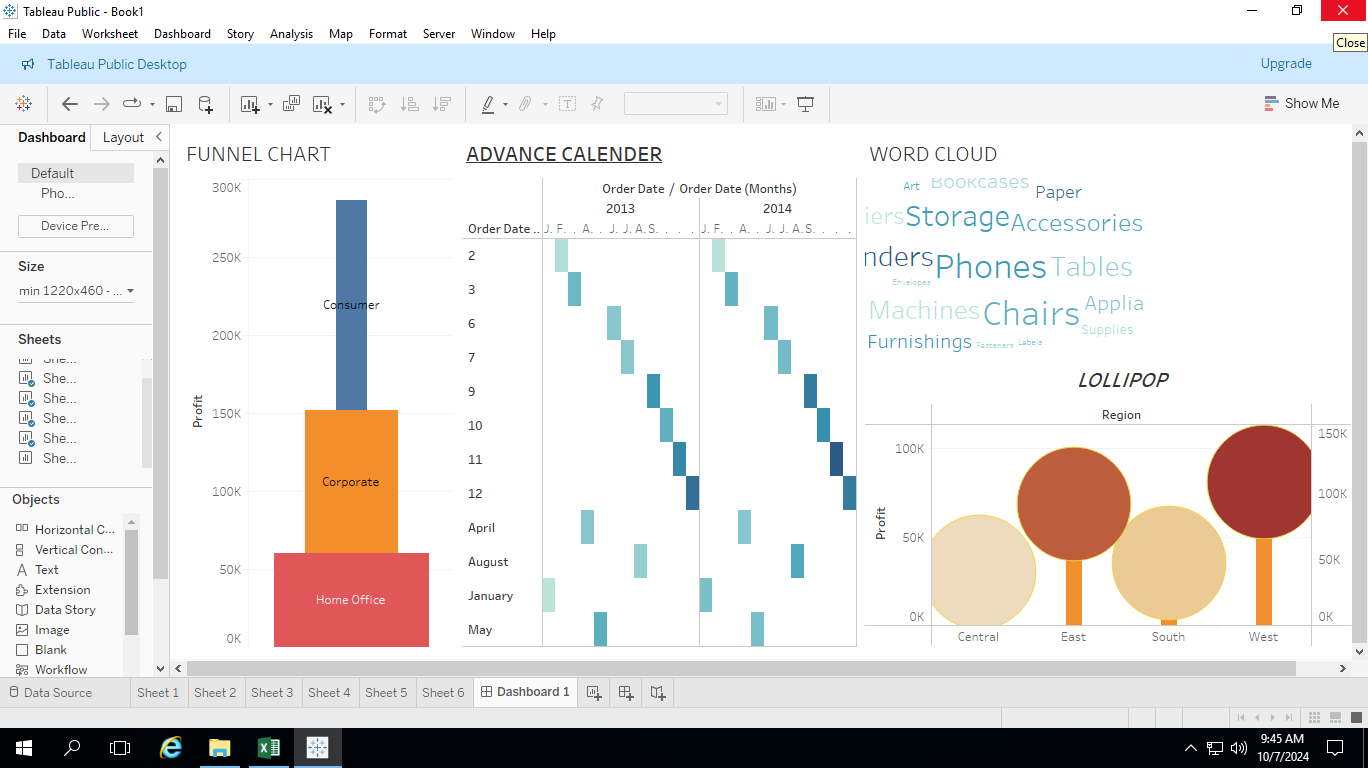 Tableau Public - Book1
File Data Worksheet Dashboard Story Analysis Map Format Server Window Help
Close
Tableau Public Desktop
Upgrade
Show Me
Dashboard Layout
Default
Pho...
Device Pre...
Size
min 1220x460 - ...
Sheets
She...
She...
She...
She...
She...
She...
Objects
Horizontal C...
Vertical Con...
Text
Extension
Data Story
Image
Blank
Workflow
FUNNEL CHART
300K
250K
200K
150K
100K
50K
0K
Profit
Consumer
Corporate
Home Office
ADVANCE CALENDER
Order Date / Order Date (Months)
2013 2014
Order Date .. J. F. . A. . J. J. A. S. . . . J. F. . A. . J. J. A. S. . . .
2
3
6
7
9
10
11
12
April
August
January
May
WORD CLOUD
Art Bookcases Paper
iers Storage Accessories
nders Phones Tables
Envelopes
Machines Chairs Applia
Supplies
Furnishings Fasteners Labels
LOLLIPOP
Region
100K
50K
0K
Profit
150K
100K
50K
0K
Central East South West
Data Source Sheet 1 Sheet 2 Sheet 3 Sheet 4 Sheet 5 Sheet 6 Dashboard 1
9:45 AM
10/7/2024